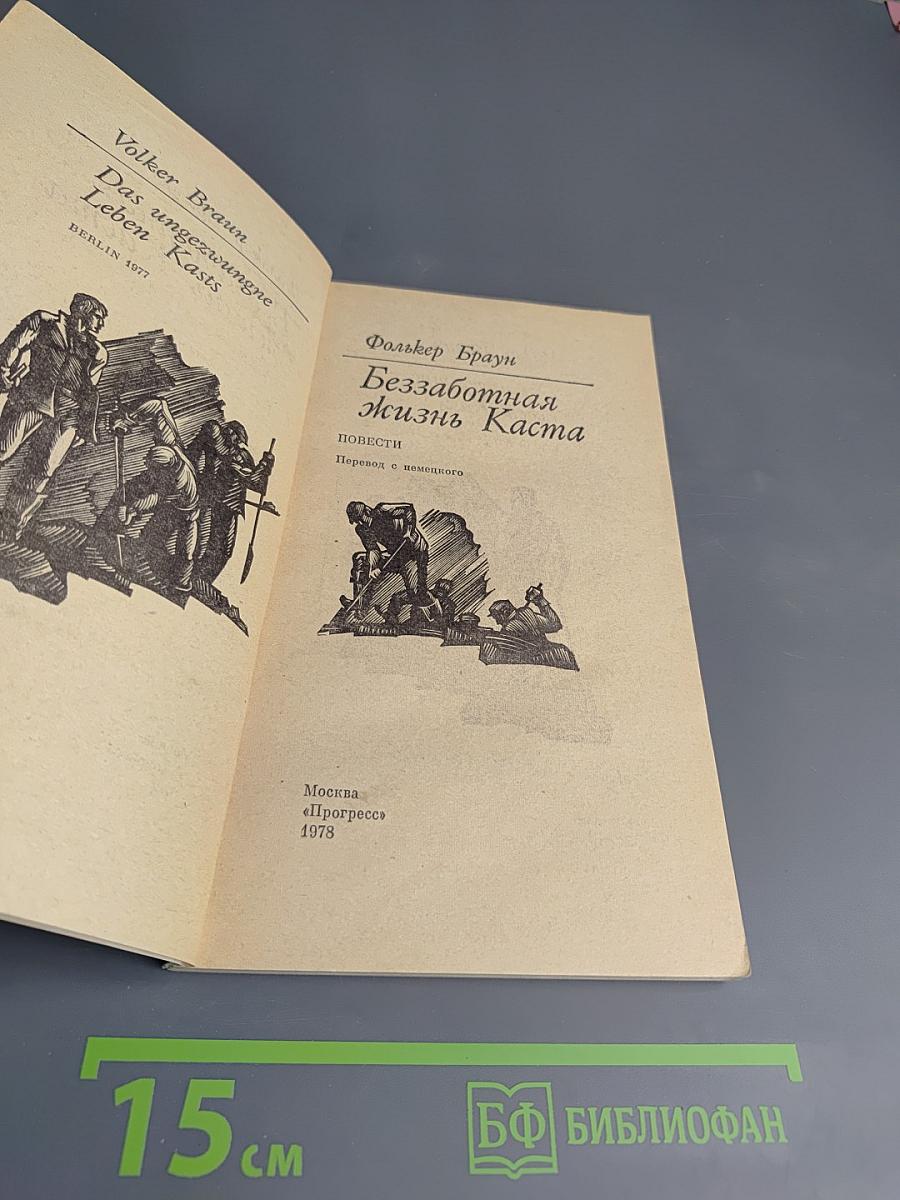 Volker Braun
Das ungezwungne
Leben Kasts
BERLIN 1977
Фолькер Браун
Беззаботная
жизнь Каста
ПОВЕСТИ
Перевод с немецкого
Москва
«Прогресс»
1978
15 см
БФ БИБЛИОФАН